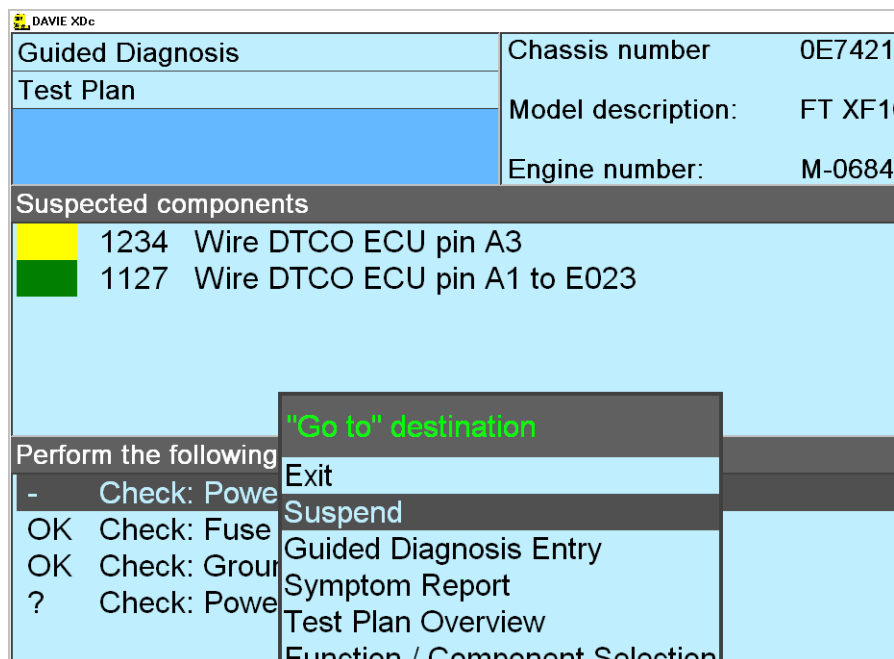 DAVIE XDc
Guided Diagnosis
Test Plan
Chassis number 0E7421
Model description: FT XF1
Engine number: M-0684
Suspected components
1234 Wire DTCO ECU pin A3
1127 Wire DTCO ECU pin A1 to E023
"Go to" destination
Exit
Suspend
Guided Diagnosis Entry
Symptom Report
Test Plan Overview
Function / Component Selection
Perform the following
- Check: Powe
OK Check: Fuse
OK Check: Groun
? Check: Powe